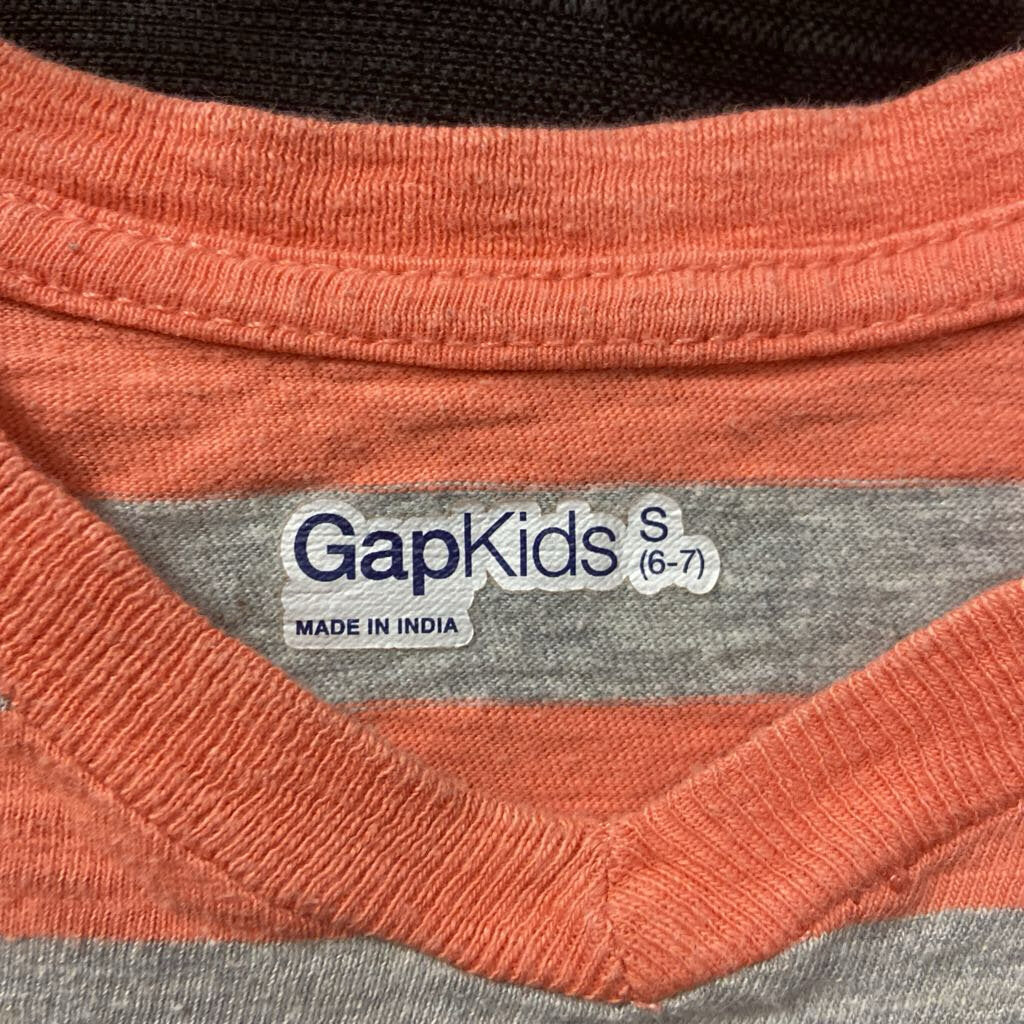 GapKids S
(6-7)
MADE IN INDIA